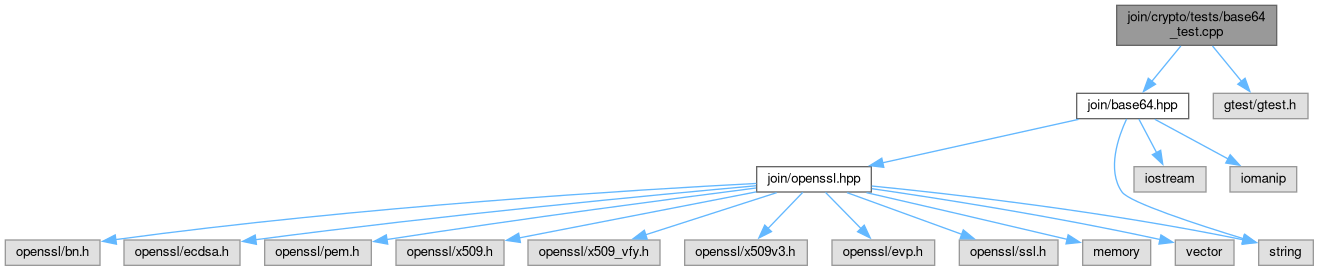 join/crypto/tests/base64
_test.cpp
join/base64.hpp
gtest/gtest.h
join/openssl.hpp
iostream
iomanip
openssl/bn.h
openssl/ecdsa.h
openssl/pem.h
openssl/x509.h
openssl/x509_vfy.h
openssl/x509v3.h
openssl/evp.h
openssl/ssl.h
memory
vector
string